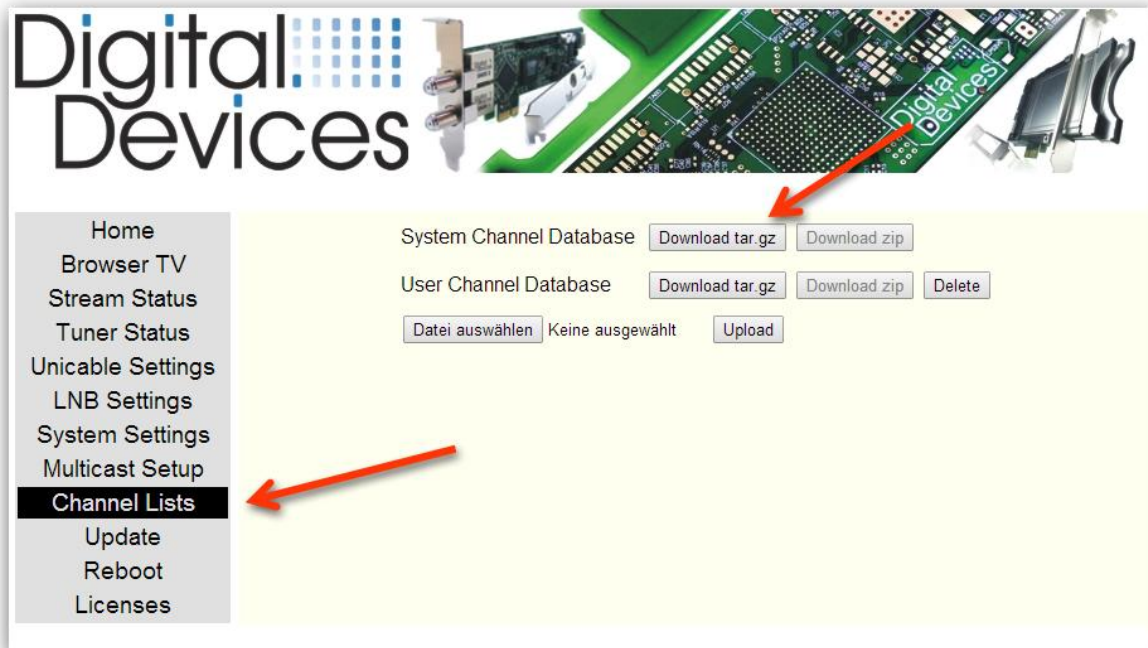 Digital
Devices
Digital
Devices
Home
Browser TV
Stream Status
Tuner Status
Unicable Settings
LNB Settings
System Settings
Multicast Setup
Channel Lists
Update
Reboot
Licenses
System Channel Database Download tar.gz Download zip
User Channel Database Download tar.gz Download zip Delete
Datei auswählen Keine ausgewählt Upload